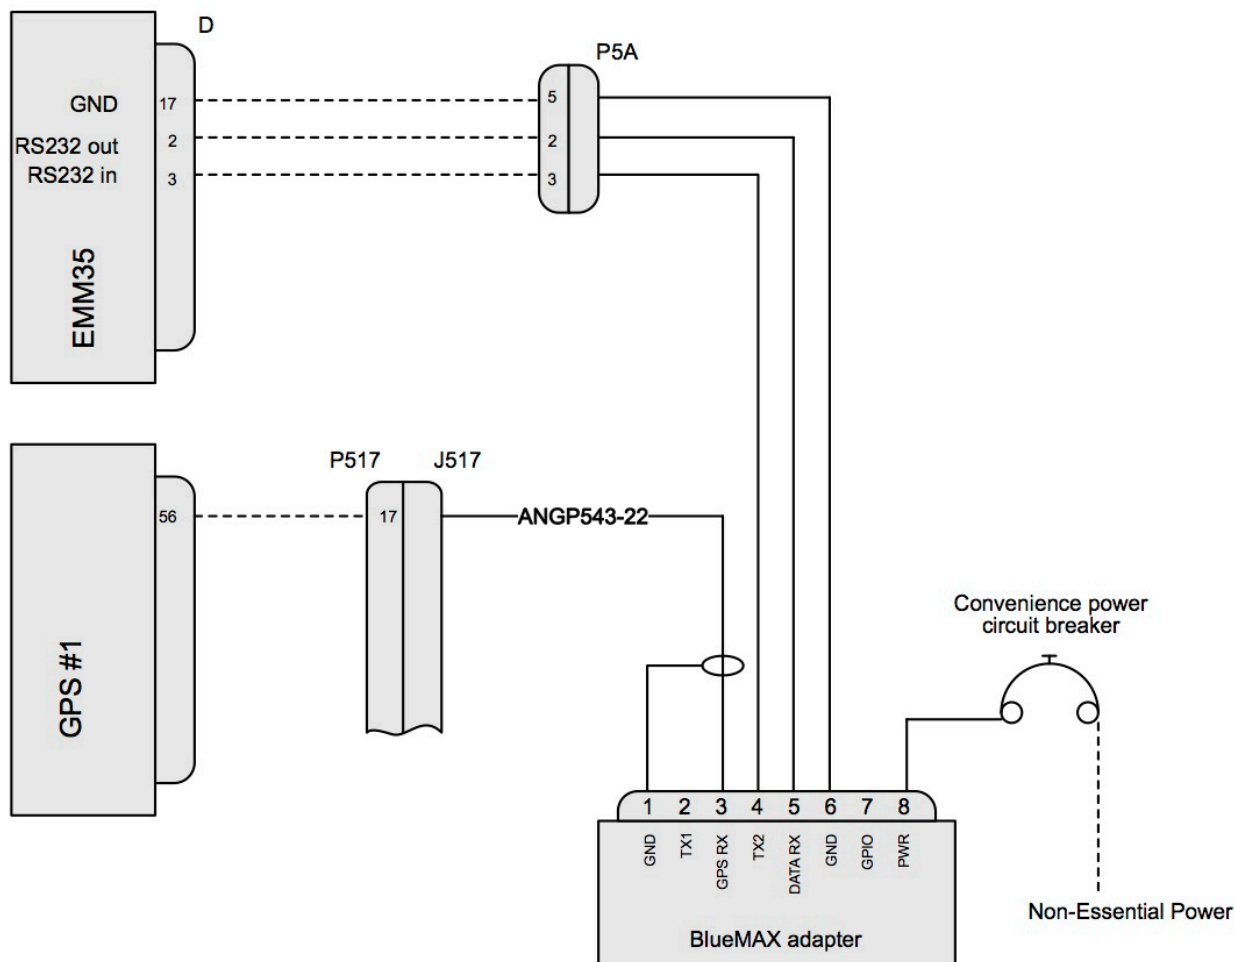 D
P5A
GND 17 5
RS232 out 2 2
RS232 in 3 3
EMM35
P517 J517
56 17 ANGP543-22
GPS #1
Convenience power
circuit breaker
1 2 3 4 5 6 7 8
GND TX1 GPS RX TX2 DATA RX GND GPIO PWR
Non-Essential Power
BlueMAX adapter